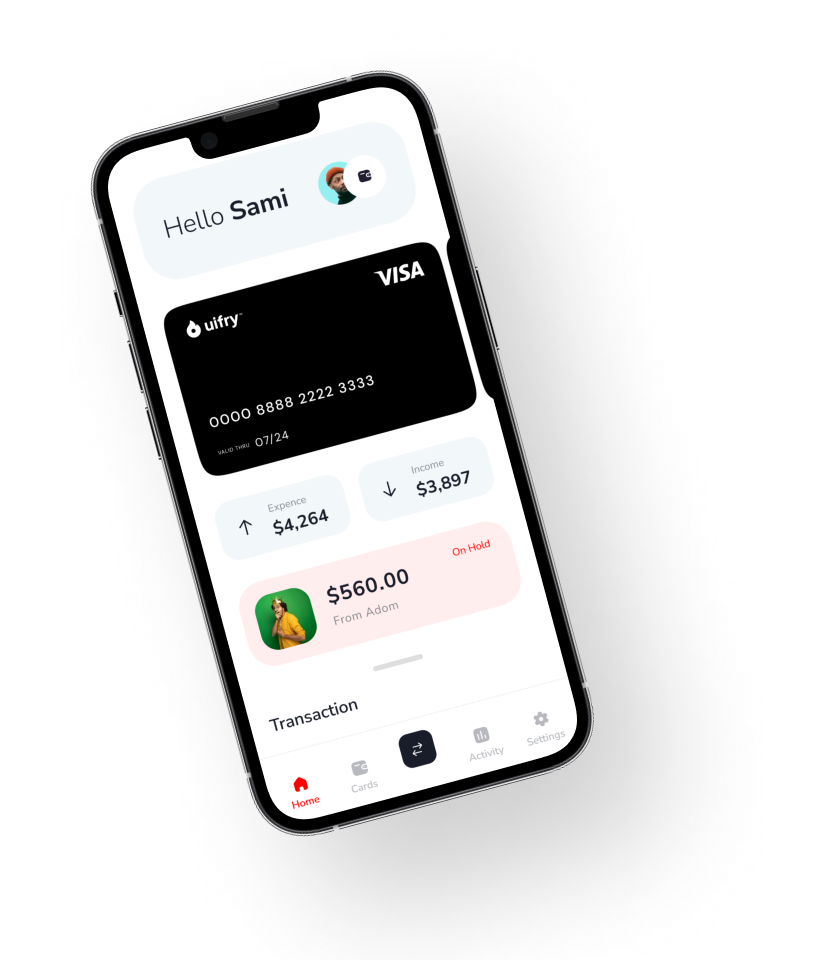 Hello Sami
VISA
uifry™
0000 8888 2222 3333
VALID THRU 07/24
Expence
$4,264
Income
$3,897
On Hold
$560.00
From Adom
Transaction
Home
Cards
Activity
Settings